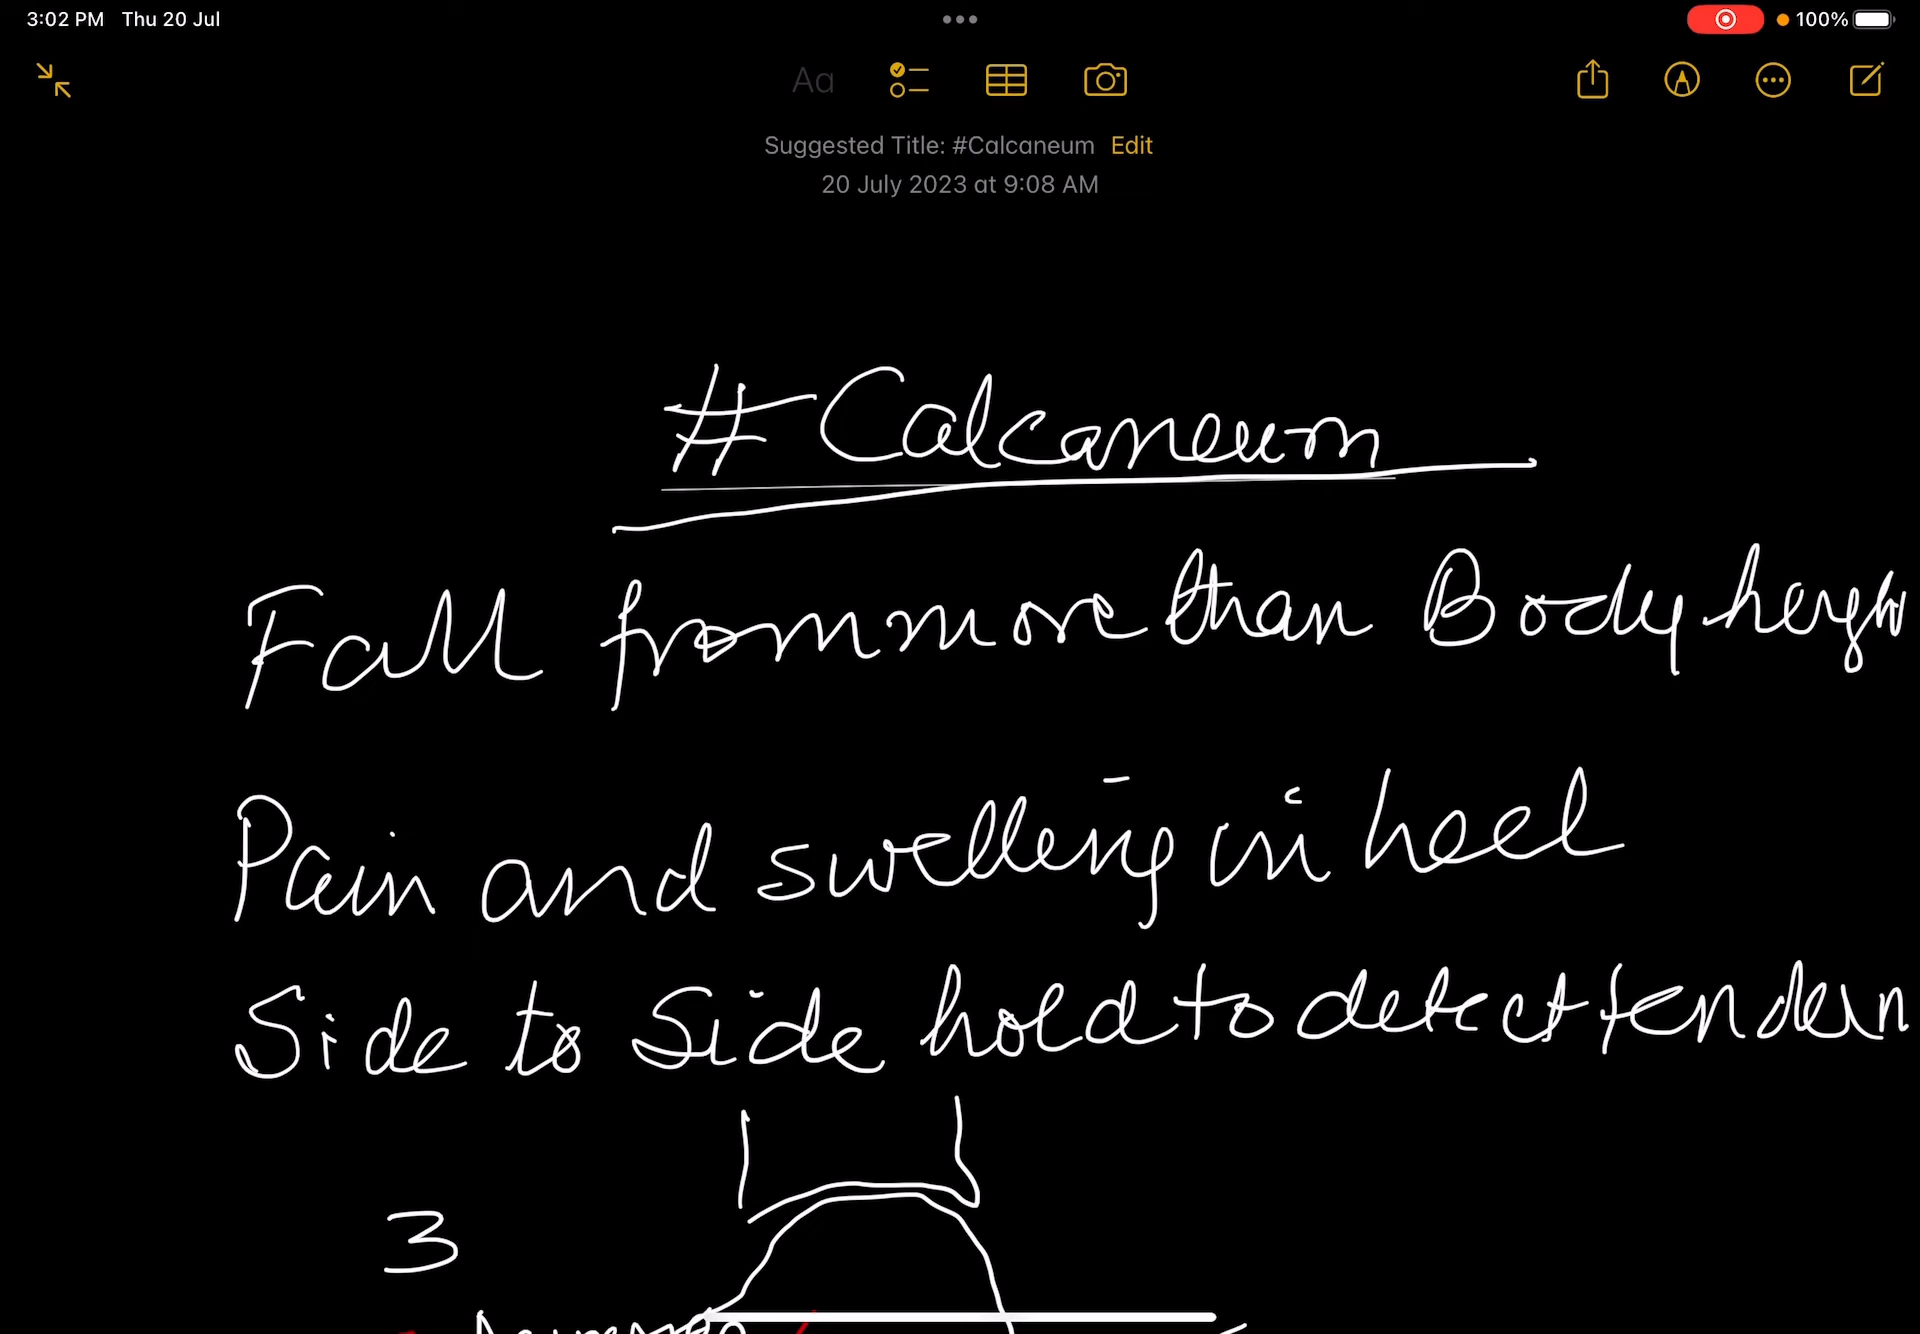 3:02 PM Thu 20 Jul
100%
Aa
Suggested Title: #Calcaneum Edit
20 July 2023 at 9:08 AM
#Calcaneum
Fall from more than Body height
Pain and swelling in heel
Side to Side hold to detect tendern
3